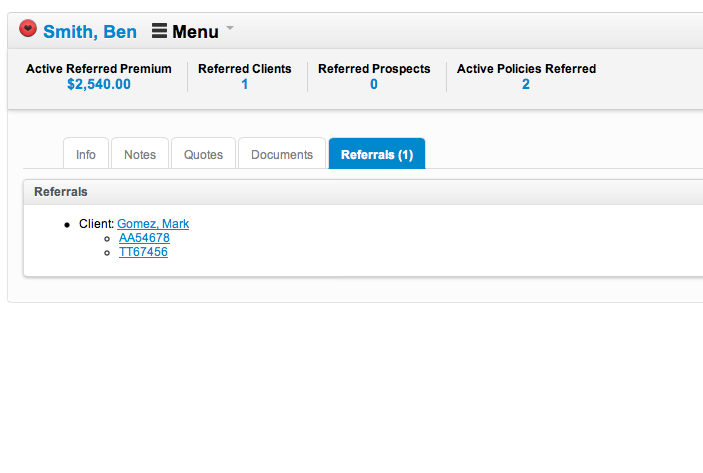 Smith, Ben Menu
Active Referred Premium Referred Clients Referred Prospects Active Policies Referred
$2,540.00 1 0 2
Info Notes Quotes Documents Referrals (1)
Referrals
Client: Gomez, Mark
AA54678
TT67456